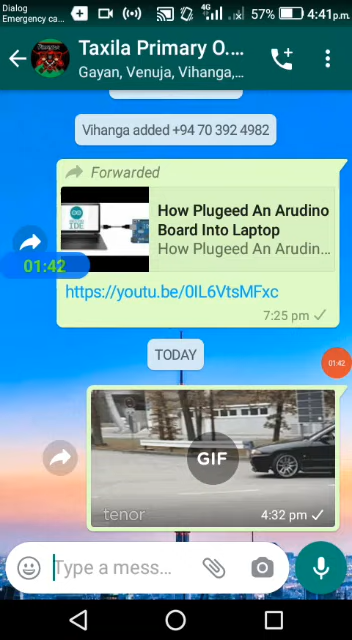 Dialog
Emergency ca...
4G
57%
4:41p.m.
Taxila Primary O....
Gayan, Venuja, Vihanga,...
Vihanga added +94 70 392 4982
Forwarded
IDE
How Plugeed An Arudino
Board Into Laptop
How Plugeed An Arudin...
01:42
https://youtu.be/0IL6VtsMFxc
7:25 pm
TODAY
01:42
GIF
tenor
4:32 pm
Type a mess...